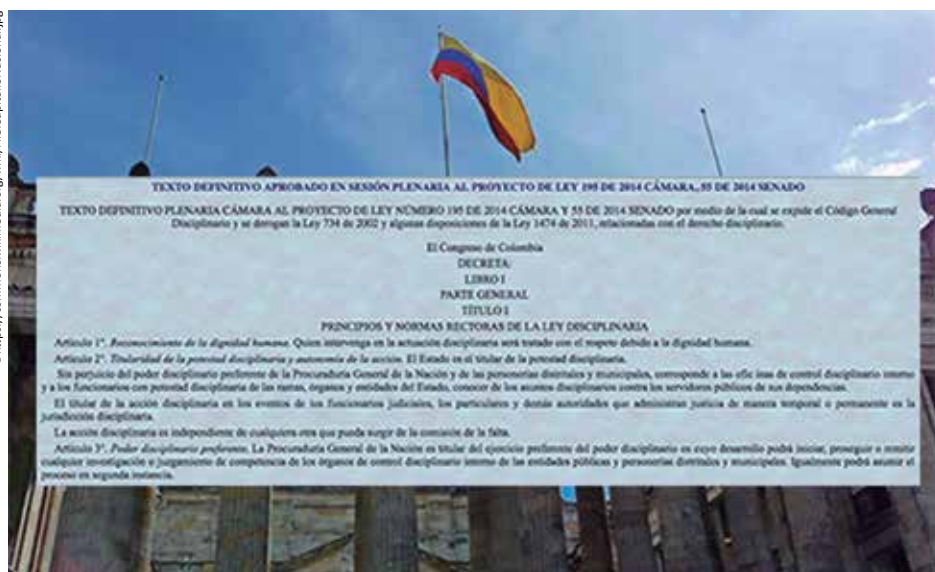 TEXTO DEFINITIVO APROBADO EN SESIÓN PLENARIA AL PROYECTO DE LEY 195 DE 2014 CÁMARA, 55 DE 2014 SENADO
TEXTO DEFINITIVO PLENARIA CÁMARA AL PROYECTO DE LEY NÚMERO 195 DE 2014 CÁMARA Y 55 DE 2014 SENADO por medio de la cual se expide el Código General
Disciplinario y se derogan la Ley 734 de 2002 y algunas disposiciones de la Ley 1474 de 2011, relacionadas con el derecho disciplinario.
El Congreso de Colombia
DECRETA:
LIBRO I
PARTE GENERAL
TÍTULO I
PRINCIPIOS Y NORMAS RECTORAS DE LA LEY DISCIPLINARIA
Artículo 1°. Reconocimiento de la dignidad humana. Quien intervenga en la actuación disciplinaria será tratado con el respeto debido a la dignidad humana.
Artículo 2°. Titularidad de la potestad disciplinaria y autonomía de la acción. El Estado es el titular de la potestad disciplinaria.
Sin perjuicio del poder disciplinario preferente de la Procuraduría General de la Nación y de las personerías distritales y municipales, corresponde a las ofic inas de control disciplinario interno
y a los funcionarios con potestad disciplinaria de las ramas, órganos y entidades del Estado, conocer de los asuntos disciplinarios contra los servidores públicos de sus dependencias.
El titular de la acción disciplinaria en los eventos de los funcionarios judiciales, los particulares y demás autoridades que administran justicia de manera temporal o permanente es la
jurisdicción disciplinaria.
La acción disciplinaria es independiente de cualquiera otra que pueda surgir de la comisión de la falta.
Artículo 3°. Poder disciplinario preferente. La Procuraduría General de la Nación es titular del ejercicio preferente del poder disciplinario en cuyo desarrollo podrá iniciar, proseguir o remitir
cualquier investigación o juzgamiento de competencia de los órganos de control disciplinario interno de las entidades públicas y personerías distritales y municipales. Igualmente podrá asumir el
proceso en segunda instancia.